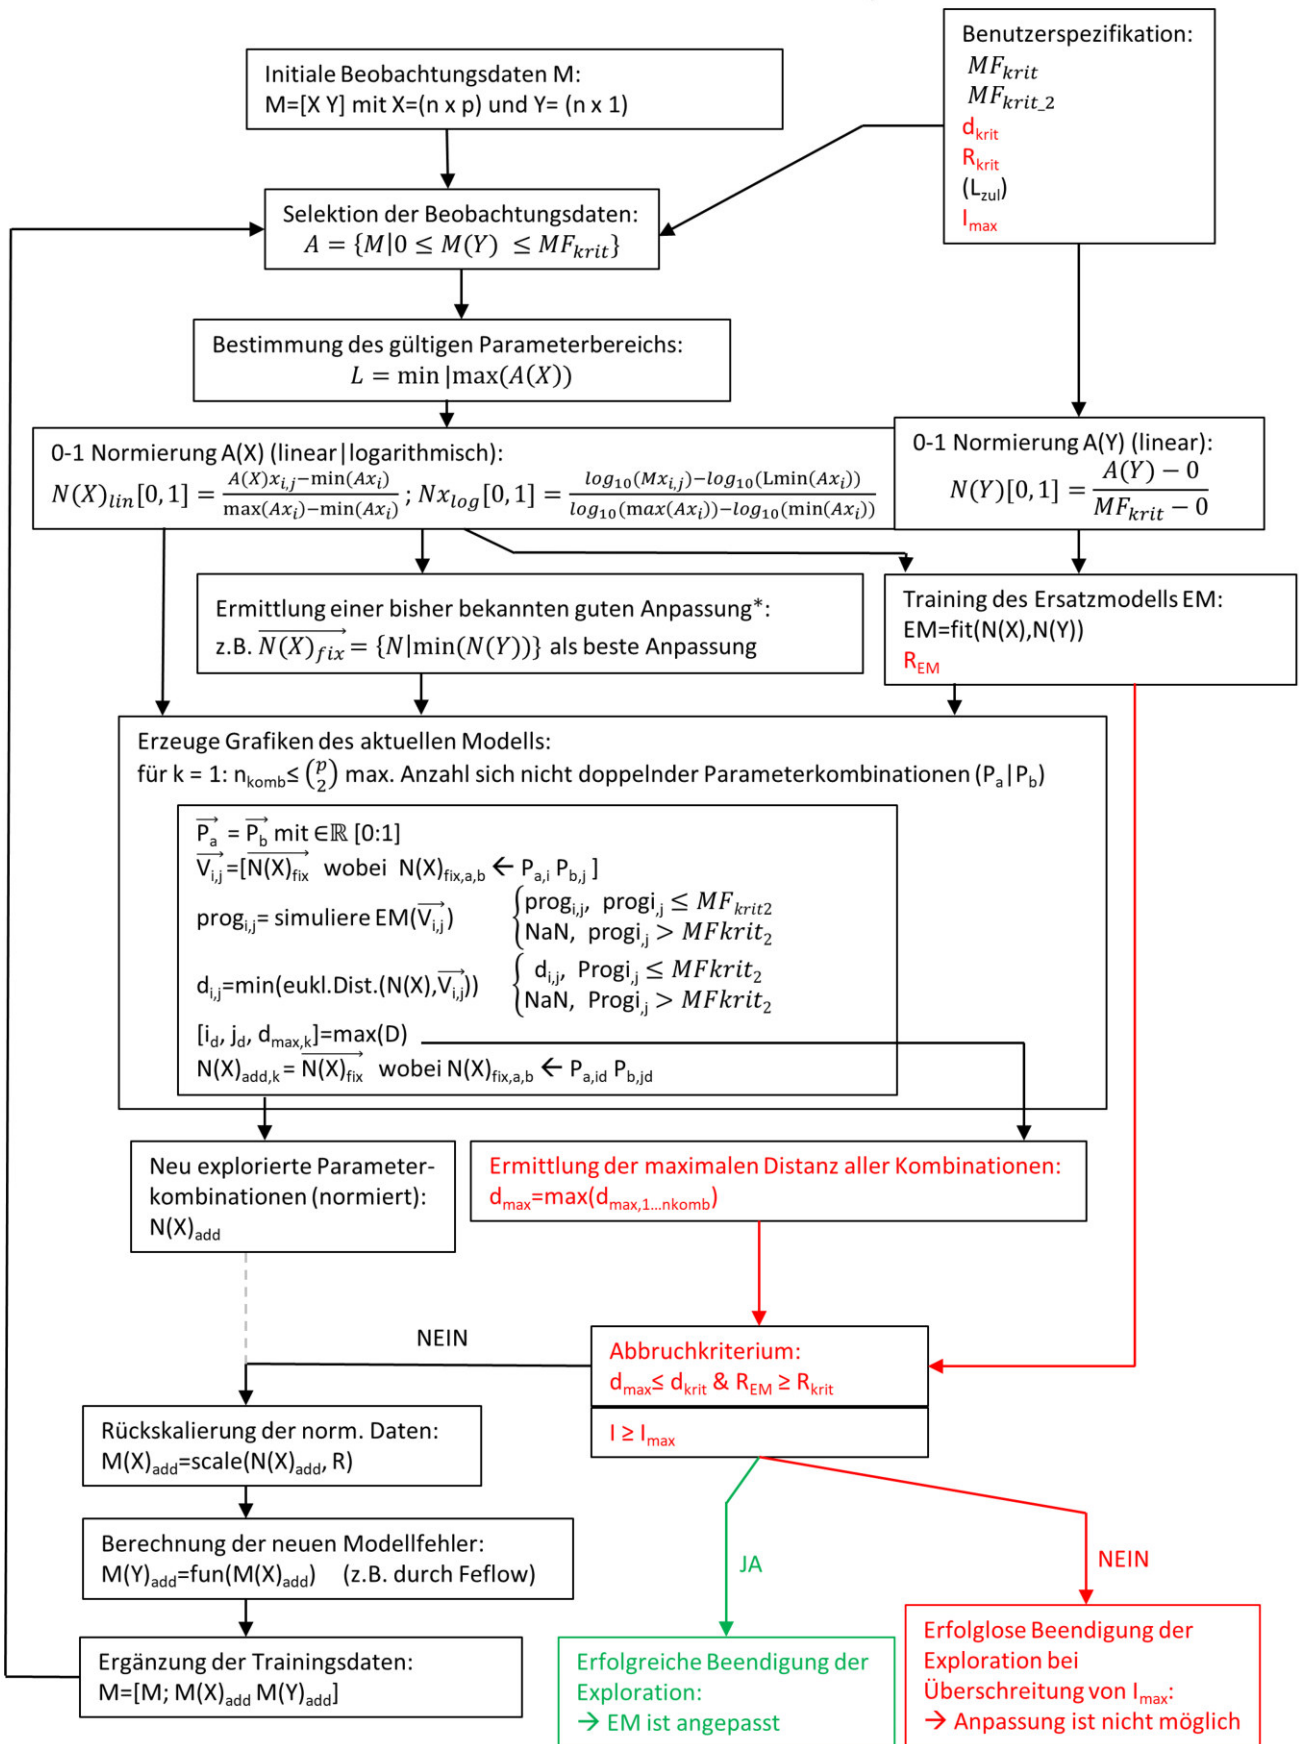 Initiale Beobachtungsdaten M:
M=[X Y] mit X=(n x p) und Y= (n x 1)
Benutzerspezifikation:
MF_krit
MF_krit_2
d_krit
R_krit
(L_zul)
I_max
Selektion der Beobachtungsdaten:
A = {M|0 ≤ M(Y) ≤ MF_krit}
Bestimmung des gültigen Parameterbereichs:
L = min|max(A(X))
0-1 Normierung A(X) (linear|logarithmisch):
N(X)_lin[0,1] = (A(X)x_i,j−min(Ax_i))/(max(Ax_i)−min(Ax_i)) ; Nx_log[0,1] = (log_10(Mx_i,j)−log_10(Lmin(Ax_i)))/(log_10(max(Ax_i))−log_10(min(Ax_i)))
0-1 Normierung A(Y) (linear):
N(Y)[0,1] = (A(Y) − 0)/(MF_krit − 0)
Ermittlung einer bisher bekannten guten Anpassung*:
z.B. N(X)_fix→ = {N|min(N(Y))} als beste Anpassung
Training des Ersatzmodells EM:
EM=fit(N(X),N(Y))
R_EM
Erzeuge Grafiken des aktuellen Modells:
für k = 1: n_komb ≤ (p 2) max. Anzahl sich nicht doppelnder Parameterkombinationen (P_a|P_b)
P_a→ = P_b→ mit ∈ℝ [0:1]
V_i,j→=[N(X)_fix→ wobei N(X)_fix,a,b ← P_a,i P_b,j ]
prog_i,j= simuliere EM(V_i,j→) { prog_i,j, progi_,j ≤ MF_krit2
NaN, progi_,j > MFkrit_2
d_i,j=min(eukl.Dist.(N(X),V_i,j→)) { d_i,j, Progi_,j ≤ MFkrit_2
NaN, Progi_,j > MFkrit_2
[i_d, j_d, d_max,k]=max(D)
N(X)_add,k = N(X)_fix→ wobei N(X)_fix,a,b ← P_a,id P_b,jd
Neu explorierte Parameter-
kombinationen (normiert):
N(X)_add
Ermittlung der maximalen Distanz aller Kombinationen:
d_max=max(d_max,1...nkomb)
NEIN
Abbruchkriterium:
d_max ≤ d_krit & R_EM ≥ R_krit
I ≥ I_max
Rückskalierung der norm. Daten:
M(X)_add=scale(N(X)_add, R)
Berechnung der neuen Modellfehler:
M(Y)_add=fun(M(X)_add) (z.B. durch Feflow)
JA
NEIN
Ergänzung der Trainingsdaten:
M=[M; M(X)_add M(Y)_add]
Erfolgreiche Beendigung der
Exploration:
→ EM ist angepasst
Erfoglose Beendigung der
Exploration bei
Überschreitung von I_max:
→ Anpassung ist nicht möglich